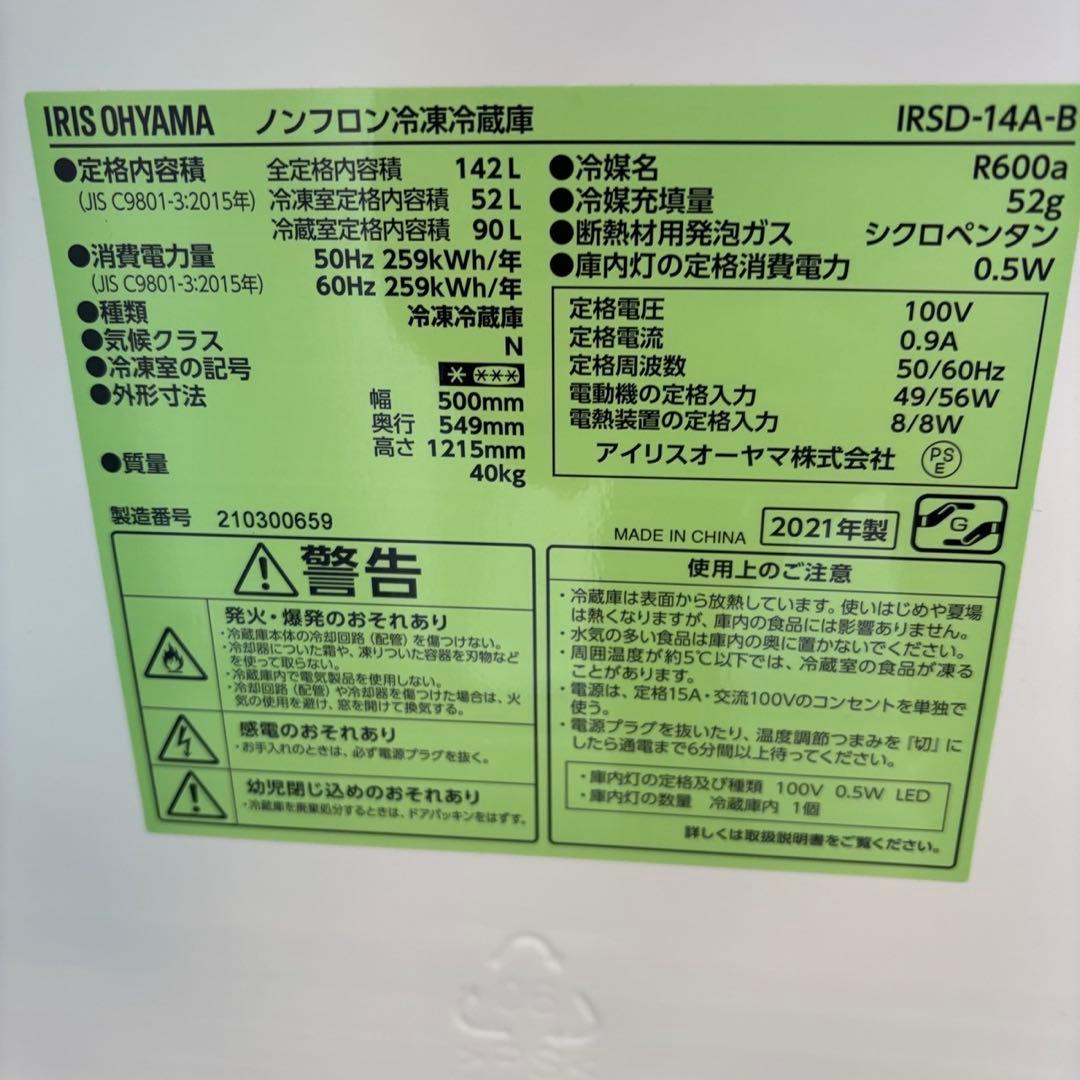 IRIS OHYAMA ノンフロン冷凍冷蔵庫 IRSD-14A-B
●定格内容積 全定格内容積 142L
(JIS C9801-3:2015年) 冷凍室定格内容積 52L
冷蔵室定格内容積 90L
●消費電力量 50Hz 259kWh/年
(JIS C9801-3:2015年) 60Hz 259kWh/年
●種類 冷凍冷蔵庫
●気候クラス N
●冷凍室の記号
●外形寸法 幅 500mm
奥行 549mm
高さ 1215mm
●質量 40kg
●冷媒名 R600a
●冷媒充填量 52g
●断熱材用発泡ガス シクロペンタン
●庫内灯の定格消費電力 0.5W
定格電圧 100V
定格電流 0.9A
定格周波数 50/60Hz
電動機の定格入力 49/56W
電熱装置の定格入力 8/8W
アイリスオーヤマ株式会社 PSE
製造番号 210300659
MADE IN CHINA 2021年製 G
警告
発火・爆発のおそれあり
・冷蔵庫本体の冷却回路(配管)を傷つけない。
・冷却器についた霜や、凍りついた容器を刃物など
を使って取らない。
・冷蔵庫内で電気製品を使用しない。
・冷却回路(配管)や冷却器を傷つけた場合は、火
気の使用を避け、窓を開けて換気する。
感電のおそれあり
・お手入れのときは、必ず電源プラグを抜く。
幼児閉じ込めのおそれあり
・冷蔵庫を廃棄処分するときは、ドアパッキンをはずす。
使用上のご注意
・冷蔵庫は表面から放熱しています。使いはじめや夏場
は熱くなりますが、庫内の食品には影響ありません。
・水気の多い食品は庫内の奥に置かないでください。
・周囲温度が約5℃以下では、冷蔵室の食品が凍る
ことがあります。
・電源は、定格15A・交流100Vのコンセントを単独で
使う。
・電源プラグを抜いたり、温度調節つまみを「切」に
したら通電まで6分間以上待ってください。
・庫内灯の定格及び種類 100V 0.5W LED
・庫内灯の数量 冷蔵庫内 1個
詳しくは取扱説明書をご覧ください。